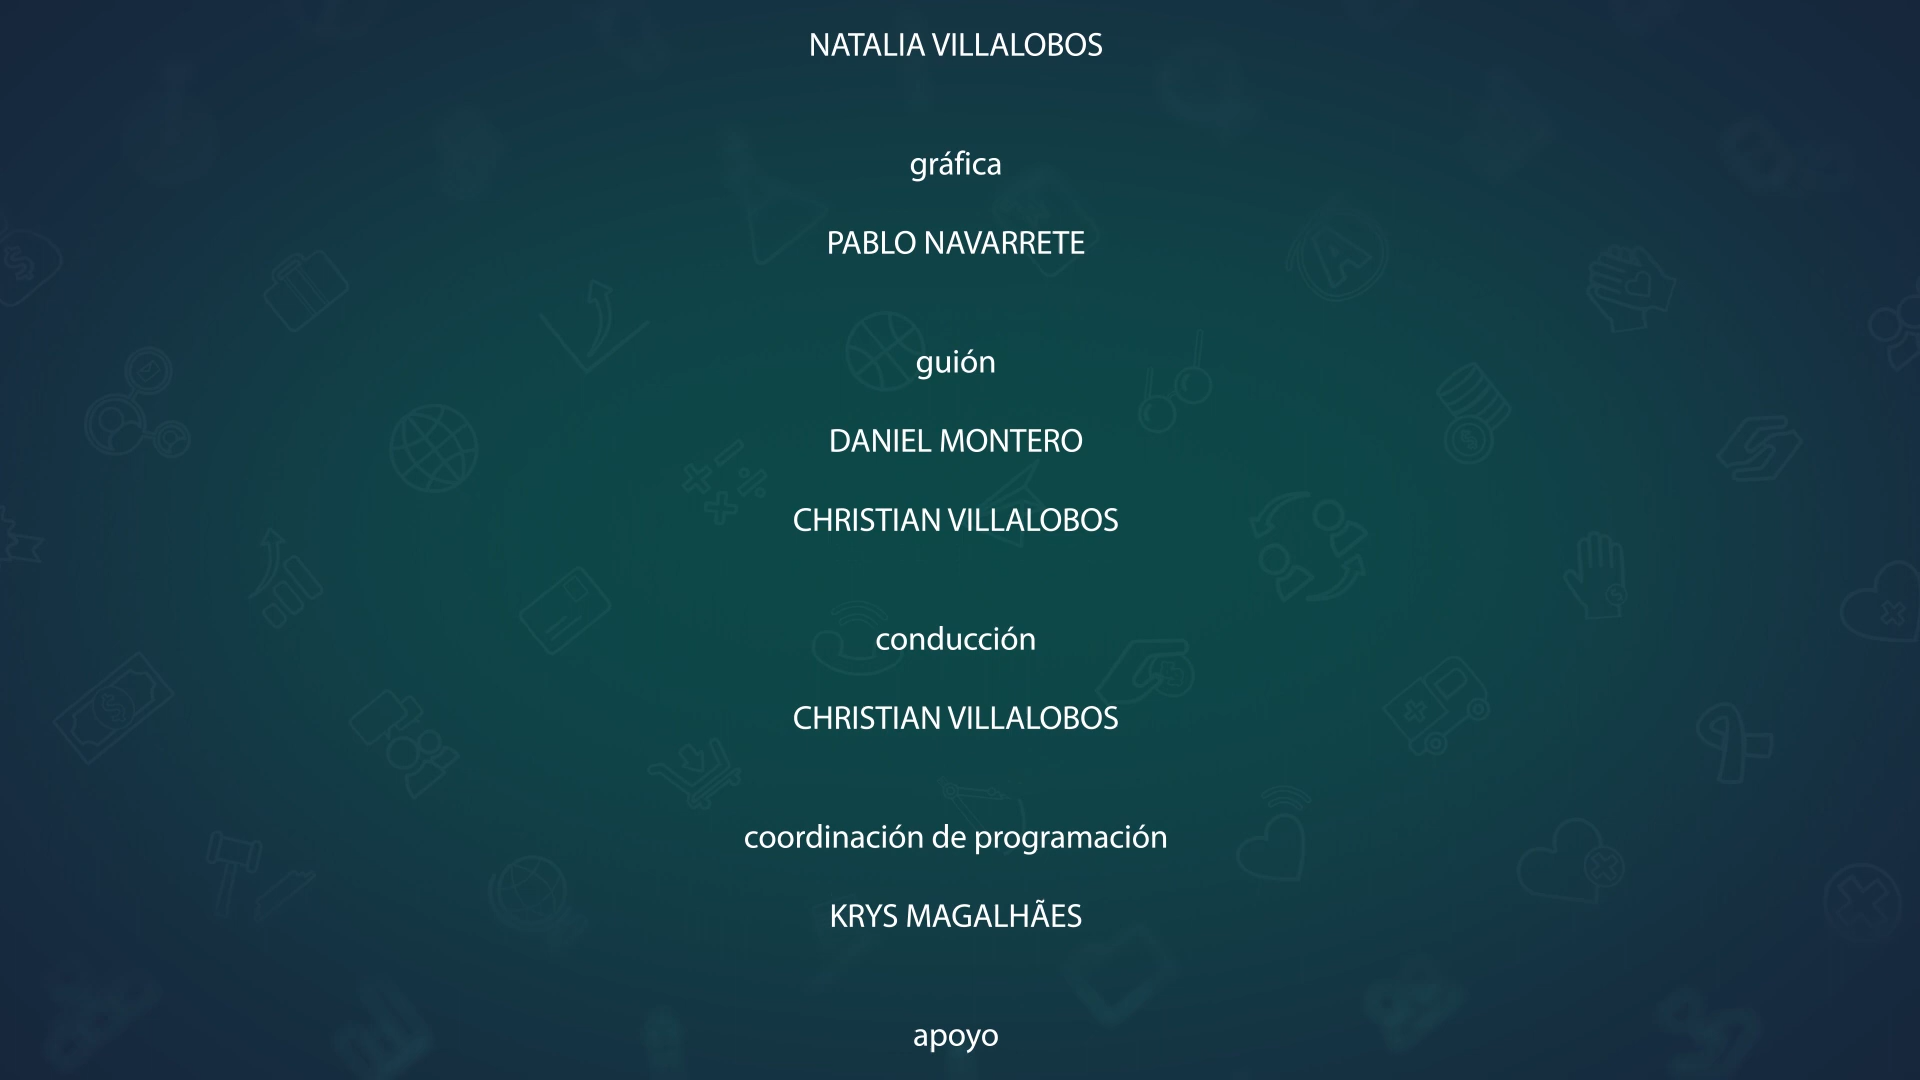 NATALIA VILLALOBOS
gráfica
PABLO NAVARRETE
guión
DANIEL MONTERO
CHRISTIAN VILLALOBOS
conducción
CHRISTIAN VILLALOBOS
coordinación de programación
KRYS MAGALHÃES
apoyo